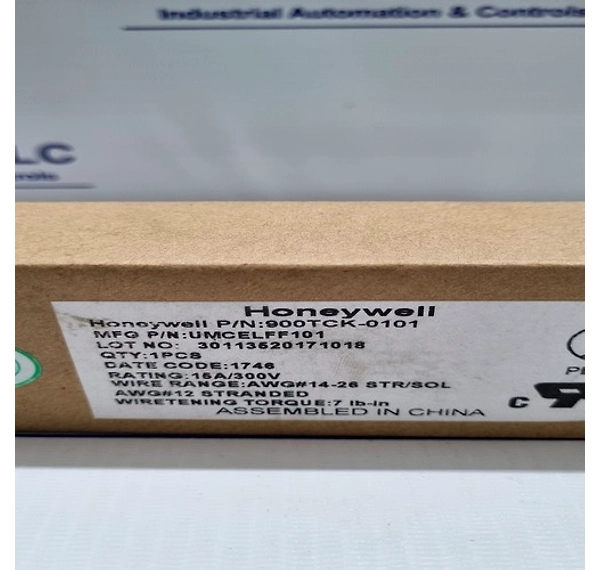 Industrial Automation & Controls
LC
Honeywell
Honeywell P/N:900TCK-0101
MFG P/N:UMCELFF101
LOT NO: 30113520171018
QTY:1PCS
DATE CODE:1746
RATING:15A/300V
WIRE RANGE:AWG#14-26 STR/SOL
AWG#12 STRANDED
WIRETENING TORQUE:7 lb-in
ASSEMBLED IN CHINA
c